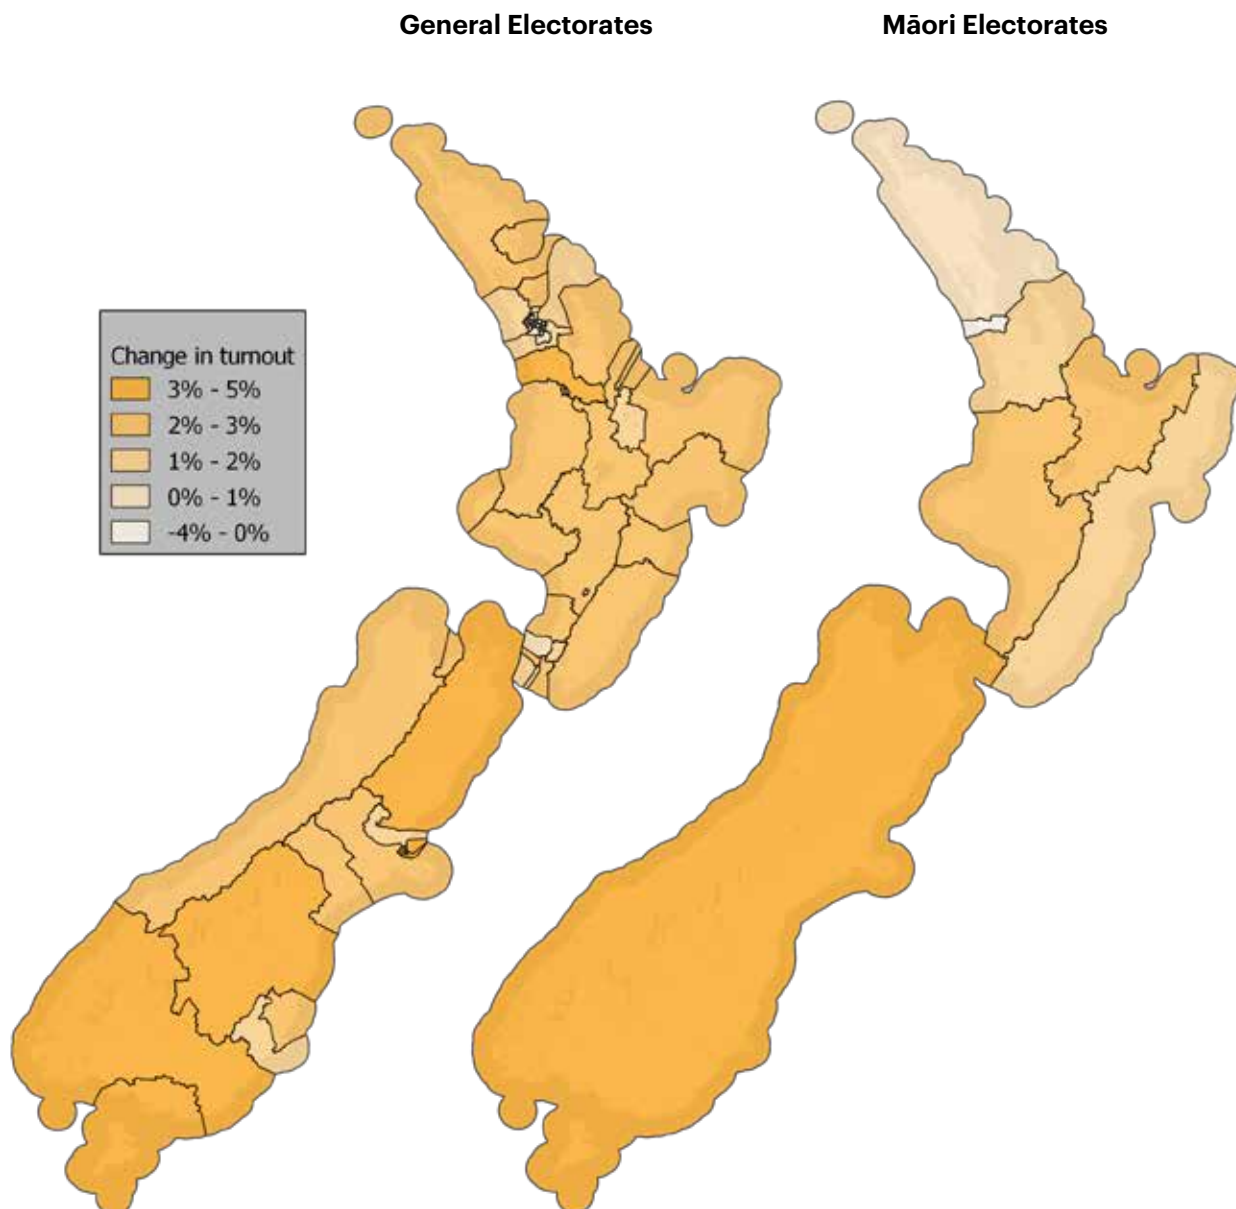 General Electorates
Māori Electorates
Change in turnout
3% - 5%
2% - 3%
1% - 2%
0% - 1%
-4% - 0%